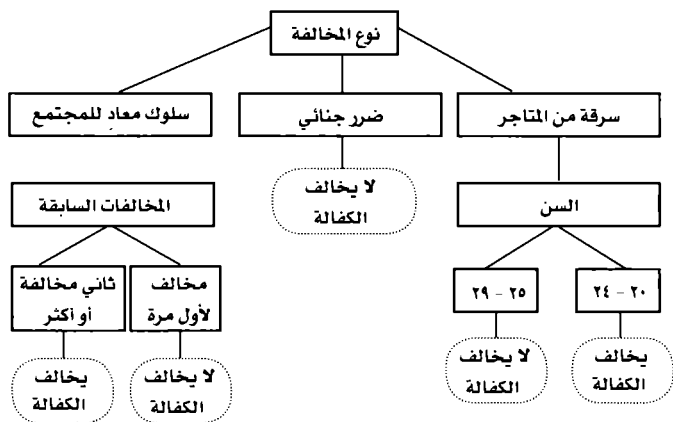 نوع المخالفة
سرقة من المتاجر
ضرر جنائي
سلوك معادٍ للمجتمع
لا يخالف
الكفالة
السن
المخالفات السابقة
٢٠ - ٢٤
٢٥ - ٢٩
مخالف
لأول مرة
ثاني مخالفة
أو أكثر
يخالف
الكفالة
لا يخالف
الكفالة
لا يخالف
الكفالة
يخالف
الكفالة